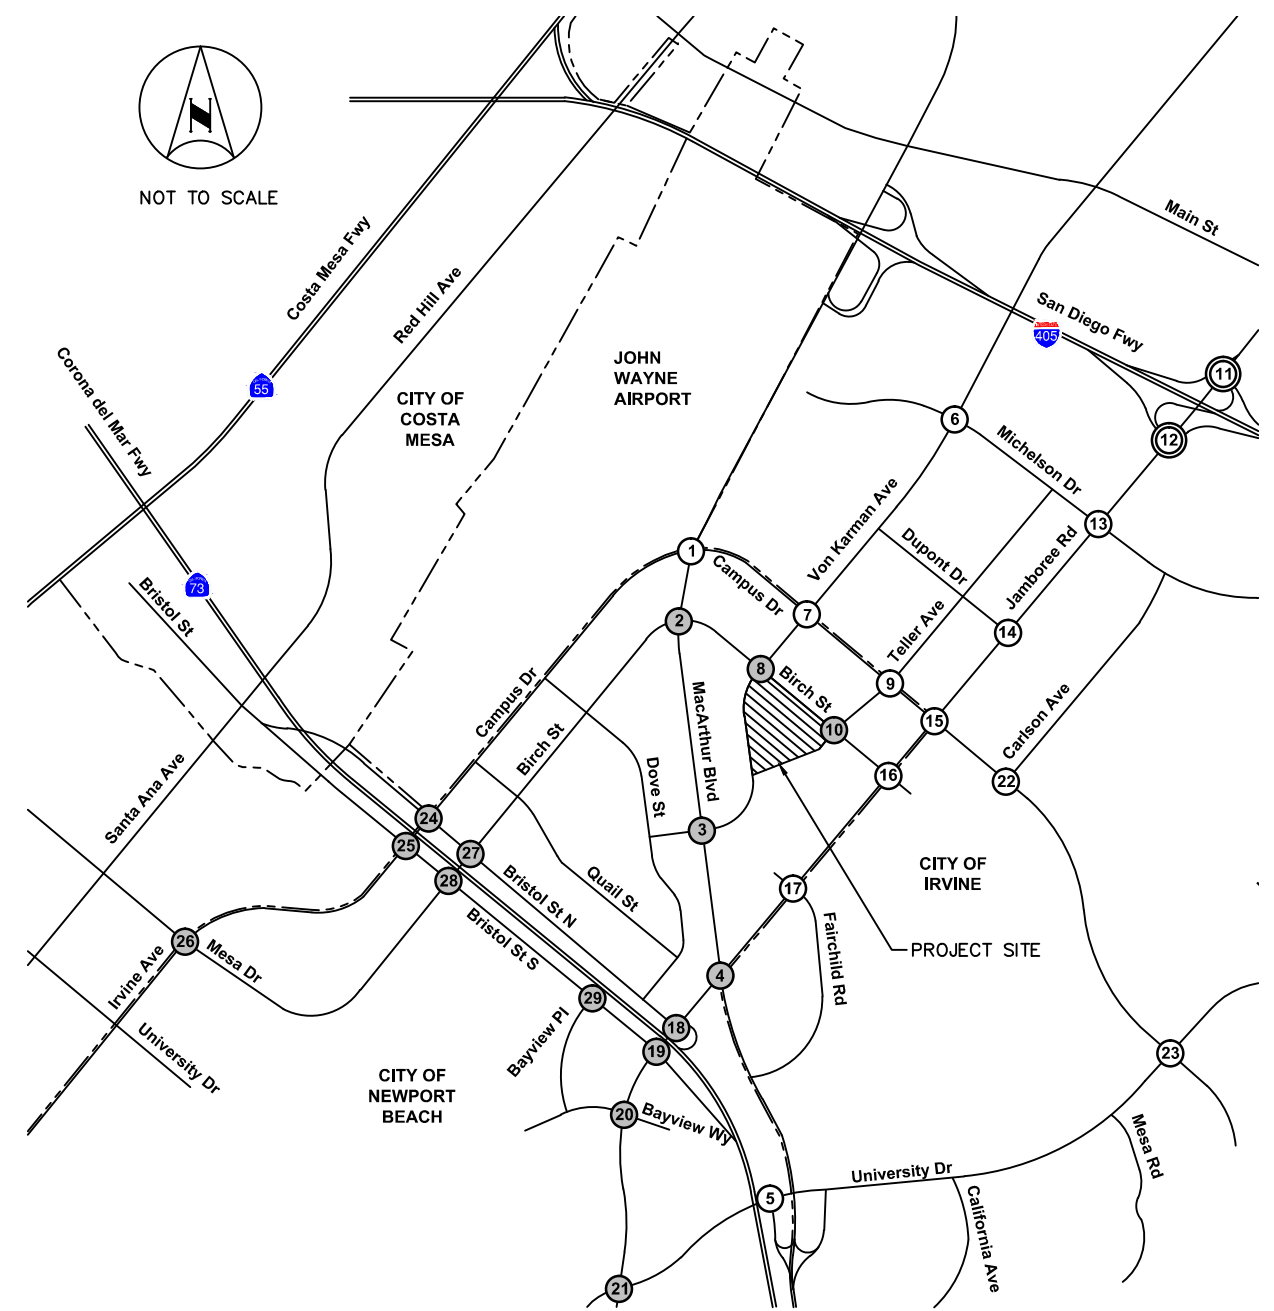 N
NOT TO SCALE
Main St
Costa Mesa Fwy
Red Hill Ave
San Diego Fwy
405
Corona del Mar Fwy
55
CITY OF
COSTA
MESA
JOHN
WAYNE
AIRPORT
11
6
12
Michelson Dr
13
Von Karman Ave
Dupont Dr
Jamboree Rd
1
Campus Dr
73
Bristol St
7
2
Teller Ave
14
8
Birch St
9
MacArthur Blvd
10
15
Campus Dr
Birch St
Carlson Ave
Santa Ana Ave
Dove St
16
22
24
25
27
28
3
Quail St
17
CITY OF
IRVINE
Bristol St N
Bristol St S
Fairchild Rd
PROJECT SITE
26
Mesa Dr
Irvine Ave
4
29
18
19
University Dr
Bayview Pl
23
CITY OF
NEWPORT
BEACH
20
Bayview Wy
Mesa Rd
University Dr
5
California Ave
21